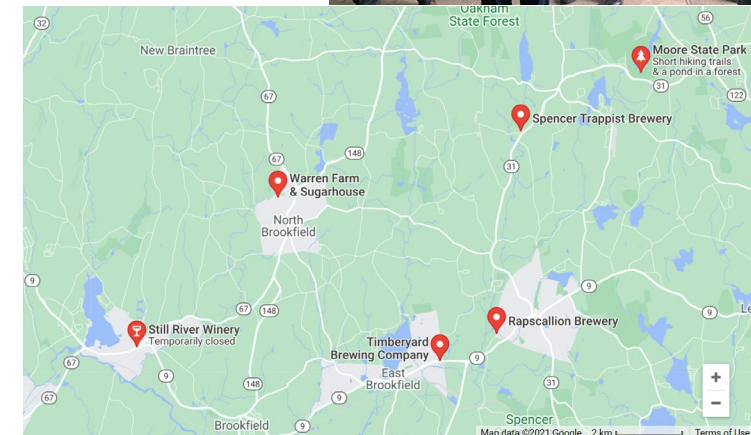 Oakham
State Forest
32
56
New Braintree
Moore State Park
Short hiking trails
& a pond in a forest
31
67
122
Spencer Trappist Brewery
148
67
31
Warren Farm
& Sugarhouse
North
Brookfield
9
9
67
148
9
Still River Winery
Temporarily closed
Rapscallion Brewery
Timberyard
Brewing Company
9
67
9
East
Brookfield
148
31
67
9
+
−
Brookfield
9
Spencer
Map data ©2021 Google
2 km
Terms of Use